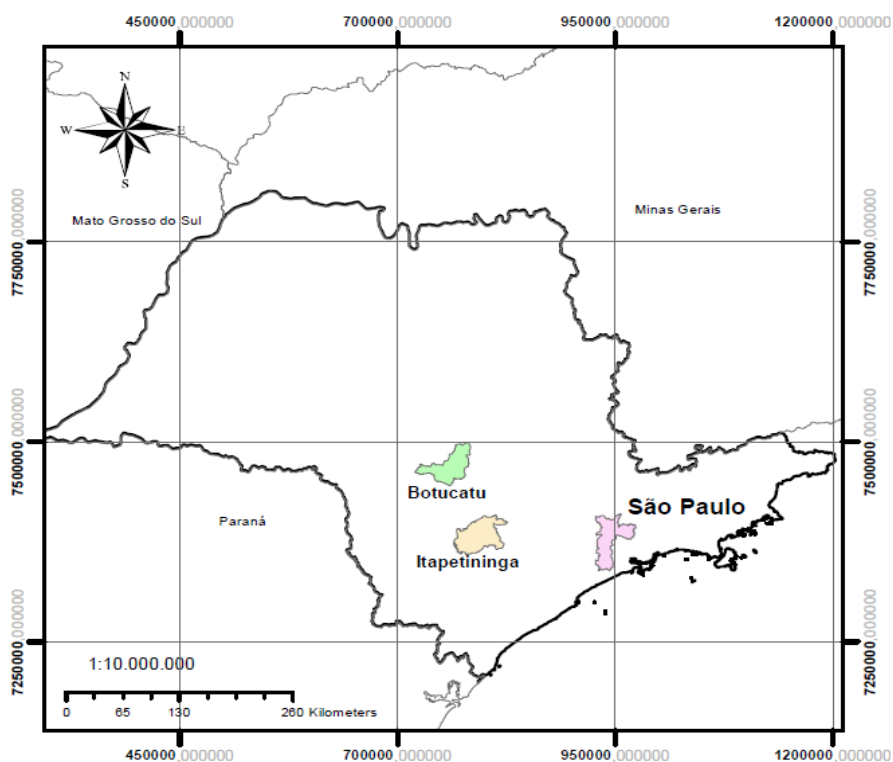 450000,000000 700000,000000 950000,000000 1200000,000000
N
W E
S
Mato Grosso do Sul
Minas Gerais
7750000,000000
7750000,000000
7500000,000000
7500000,000000
Botucatu
São Paulo
Paraná
Itapetininga
7250000,000000
7250000,000000
1:10.000.000
0 65 130 260 Kilometers
450000,000000 700000,000000 950000,000000 1200000,000000